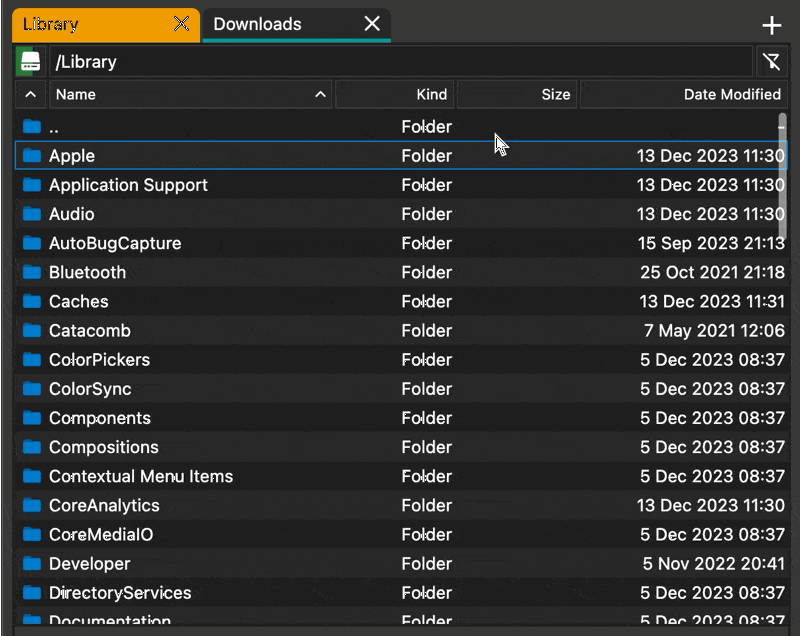 Library Downloads
/Library
Name Kind Size Date Modified
.. Folder --
Apple Folder 13 Dec 2023 11:30
Application Support Folder 13 Dec 2023 11:30
Audio Folder 13 Dec 2023 11:30
AutoBugCapture Folder 15 Sep 2023 21:13
Bluetooth Folder 25 Oct 2021 21:18
Caches Folder 13 Dec 2023 11:31
Catacomb Folder 7 May 2021 12:06
ColorPickers Folder 5 Dec 2023 08:37
ColorSync Folder 5 Dec 2023 08:37
Components Folder 5 Dec 2023 08:37
Compositions Folder 5 Dec 2023 08:37
Contextual Menu Items Folder 5 Dec 2023 08:37
CoreAnalytics Folder 13 Dec 2023 11:30
CoreMediaIO Folder 5 Dec 2023 08:37
Developer Folder 5 Nov 2022 20:41
DirectoryServices Folder 5 Dec 2023 08:37
Documentation Folder 5 Dec 2023 08:37